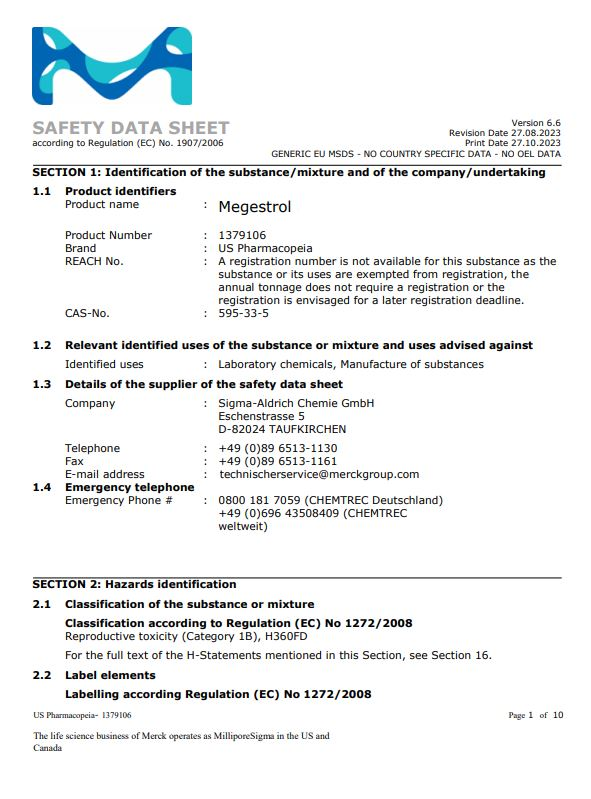 SAFETY DATA SHEET
according to Regulation (EC) No. 1907/2006
Version 6.6
Revision Date 27.08.2023
Print Date 27.10.2023
GENERIC EU MSDS - NO COUNTRY SPECIFIC DATA - NO OEL DATA
SECTION 1: Identification of the substance/mixture and of the company/undertaking
1.1 Product identifiers
Product name : Megestrol
Product Number : 1379106
Brand : US Pharmacopeia
REACH No. : A registration number is not available for this substance as the
substance or its uses are exempted from registration, the
annual tonnage does not require a registration or the
registration is envisaged for a later registration deadline.
CAS-No. : 595-33-5
1.2 Relevant identified uses of the substance or mixture and uses advised against
Identified uses : Laboratory chemicals, Manufacture of substances
1.3 Details of the supplier of the safety data sheet
Company : Sigma-Aldrich Chemie GmbH
Eschenstrasse 5
D-82024 TAUFKIRCHEN
Telephone : +49 (0)89 6513-1130
Fax : +49 (0)89 6513-1161
E-mail address : technischerservice@merckgroup.com
1.4 Emergency telephone
Emergency Phone # : 0800 181 7059 (CHEMTREC Deutschland)
+49 (0)696 43508409 (CHEMTREC
weltweit)
SECTION 2: Hazards identification
2.1 Classification of the substance or mixture
Classification according to Regulation (EC) No 1272/2008
Reproductive toxicity (Category 1B), H360FD
For the full text of the H-Statements mentioned in this Section, see Section 16.
2.2 Label elements
Labelling according Regulation (EC) No 1272/2008
US Pharmacopeia- 1379106
Page 1 of 10
The life science business of Merck operates as MilliporeSigma in the US and
Canada